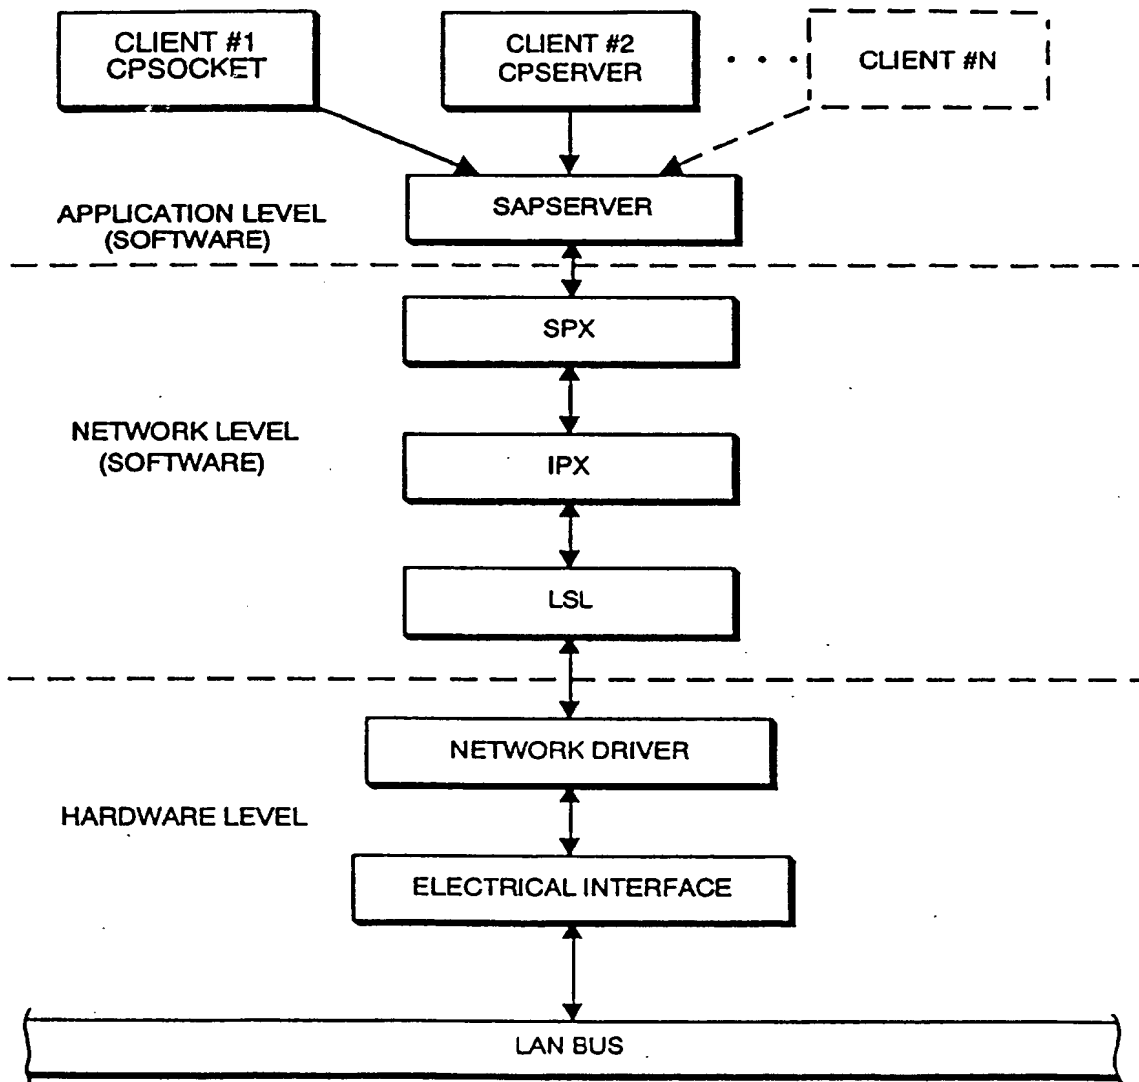 CLIENT #1
CPSOCKET
CLIENT #2
CPSERVER
CLIENT #N
SAPSERVER
APPLICATION LEVEL
(SOFTWARE)
SPX
NETWORK LEVEL
(SOFTWARE)
IPX
LSL
NETWORK DRIVER
HARDWARE LEVEL
ELECTRICAL INTERFACE
LAN BUS